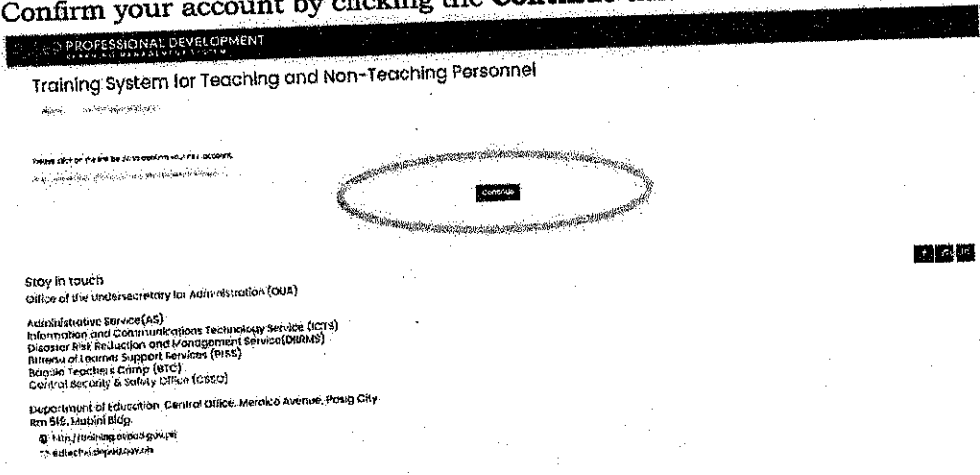 Confirm your account by clicking the Continue
PROFESSIONAL DEVELOPMENT
Training System for Teaching and Non-Teaching Personnel
Continue
Stay in touch
Office of the Undersecretary for Administration (OUA)
Administrative Service(AS)
Information and Communications Technology Service (ICTS)
Disaster Risk Reduction and Management Service(DRRMS)
Bureau of Learner Support Services (BLSS)
Baguio Teachers Camp (BTC)
Central Security & Safety Office (CSSO)
Department of Education, Central Office, Meralco Avenue, Pasig City
Rm 519, Mabini Bldg.